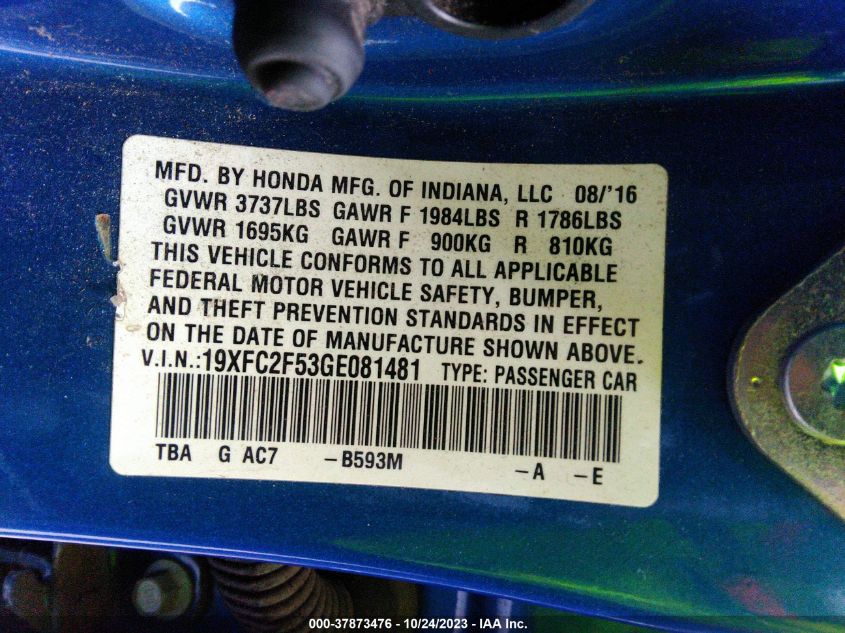 MFD. BY HONDA MFG. OF INDIANA, LLC 08/'16
GVWR 3737LBS GAWR F 1984LBS R 1786LBS
GVWR 1695KG GAWR F 900KG R 810KG
THIS VEHICLE CONFORMS TO ALL APPLICABLE
FEDERAL MOTOR VEHICLE SAFETY, BUMPER,
AND THEFT PREVENTION STANDARDS IN EFFECT
ON THE DATE OF MANUFACTURE SHOWN ABOVE.
V.I.N.:19XFC2F53GE081481 TYPE: PASSENGER CAR
TBA G AC7 -B593M -A -E
000-37873476 - 10/24/2023 - IAA Inc.